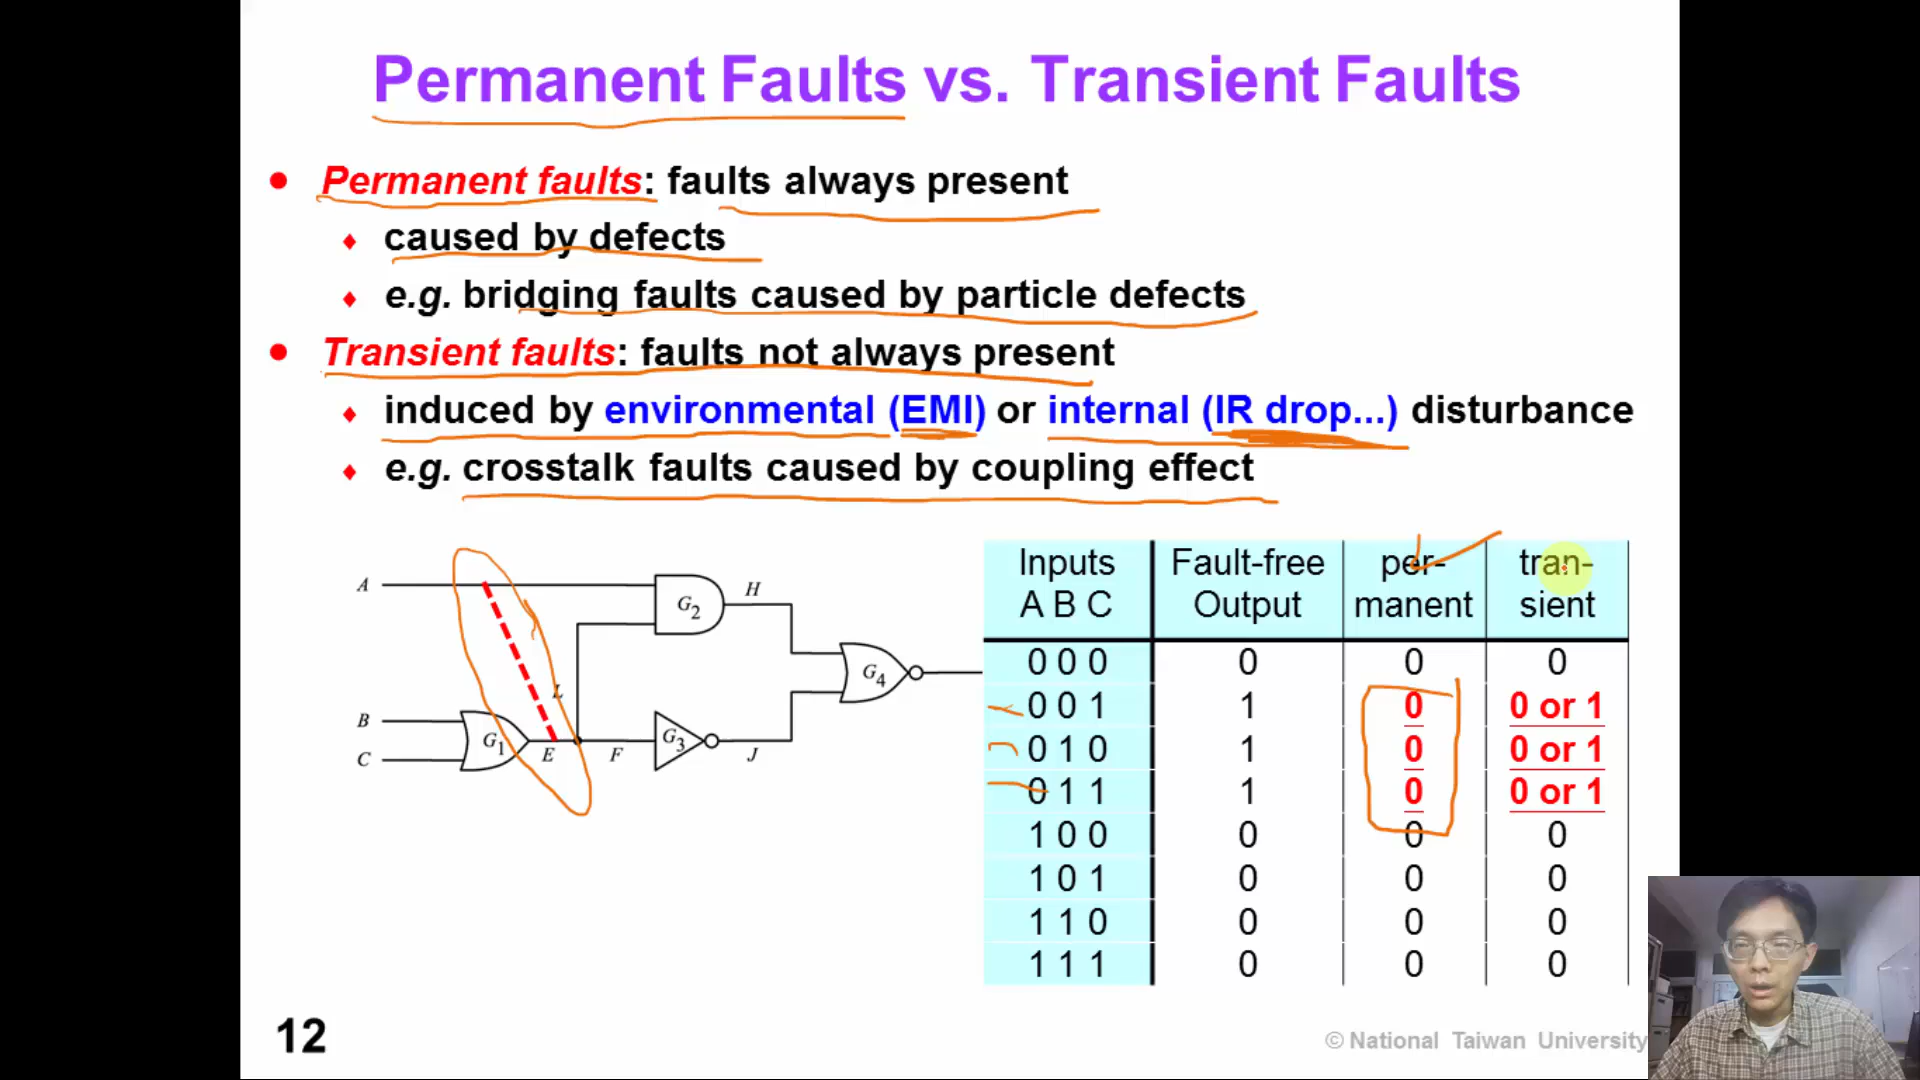 Permanent Faults vs. Transient Faults
Permanent faults: faults always present
caused by defects
e.g. bridging faults caused by particle defects
Transient faults: faults not always present
induced by environmental (EMI) or internal (IR drop...) disturbance
e.g. crosstalk faults caused by coupling effect
A
B
C
G1
E
L
F
G2
G3
H
J
G4
Inputs A B C Fault-free Output per-manent tran-sient
0 0 0 0 0 0
0 0 1 1 0 0 or 1
0 1 0 1 0 0 or 1
0 1 1 1 0 0 or 1
1 0 0 0 0 0
1 0 1 0 0 0
1 1 0 0 0 0
1 1 1 0 0 0
12
© National Taiwan University